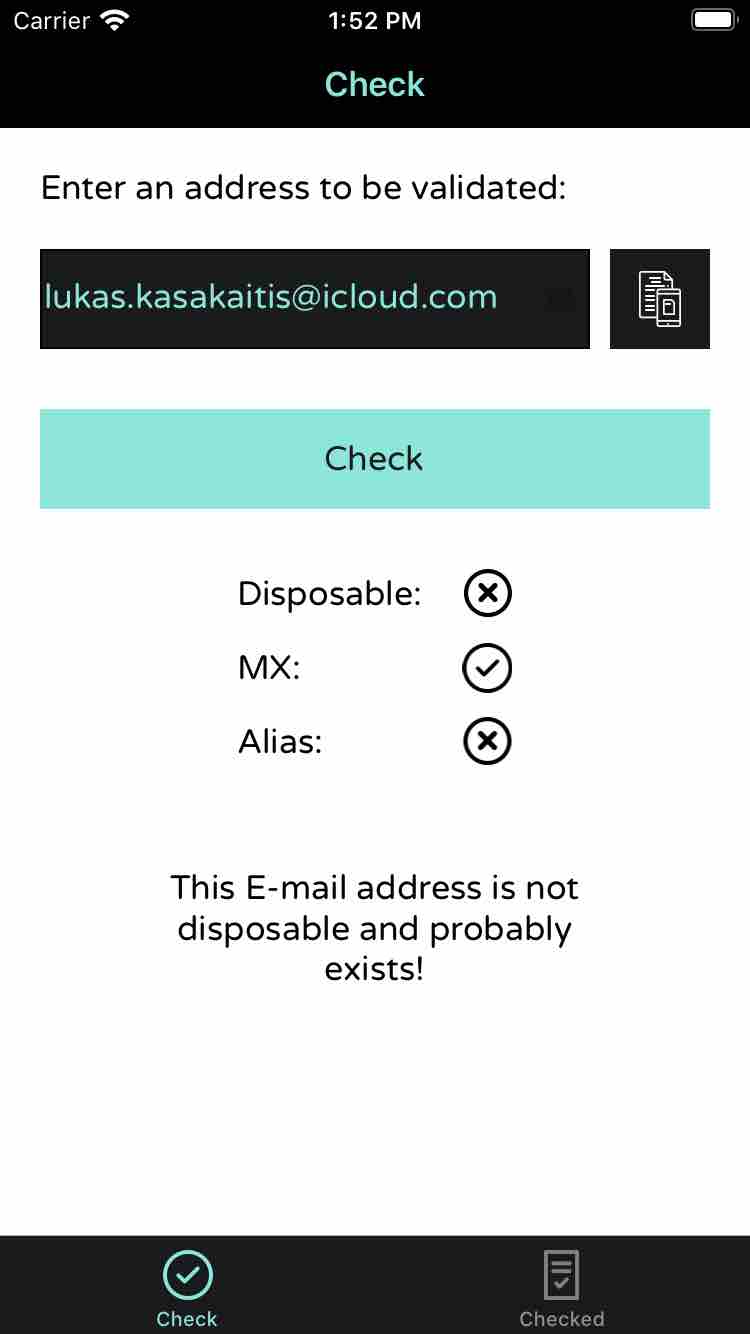 Carrier 1:52 PM
Check
Enter an address to be validated:
lukas.kasakaitis@icloud.com
Check
Disposable:
MX:
Alias:
This E-mail address is not
disposable and probably
exists!
Check Checked